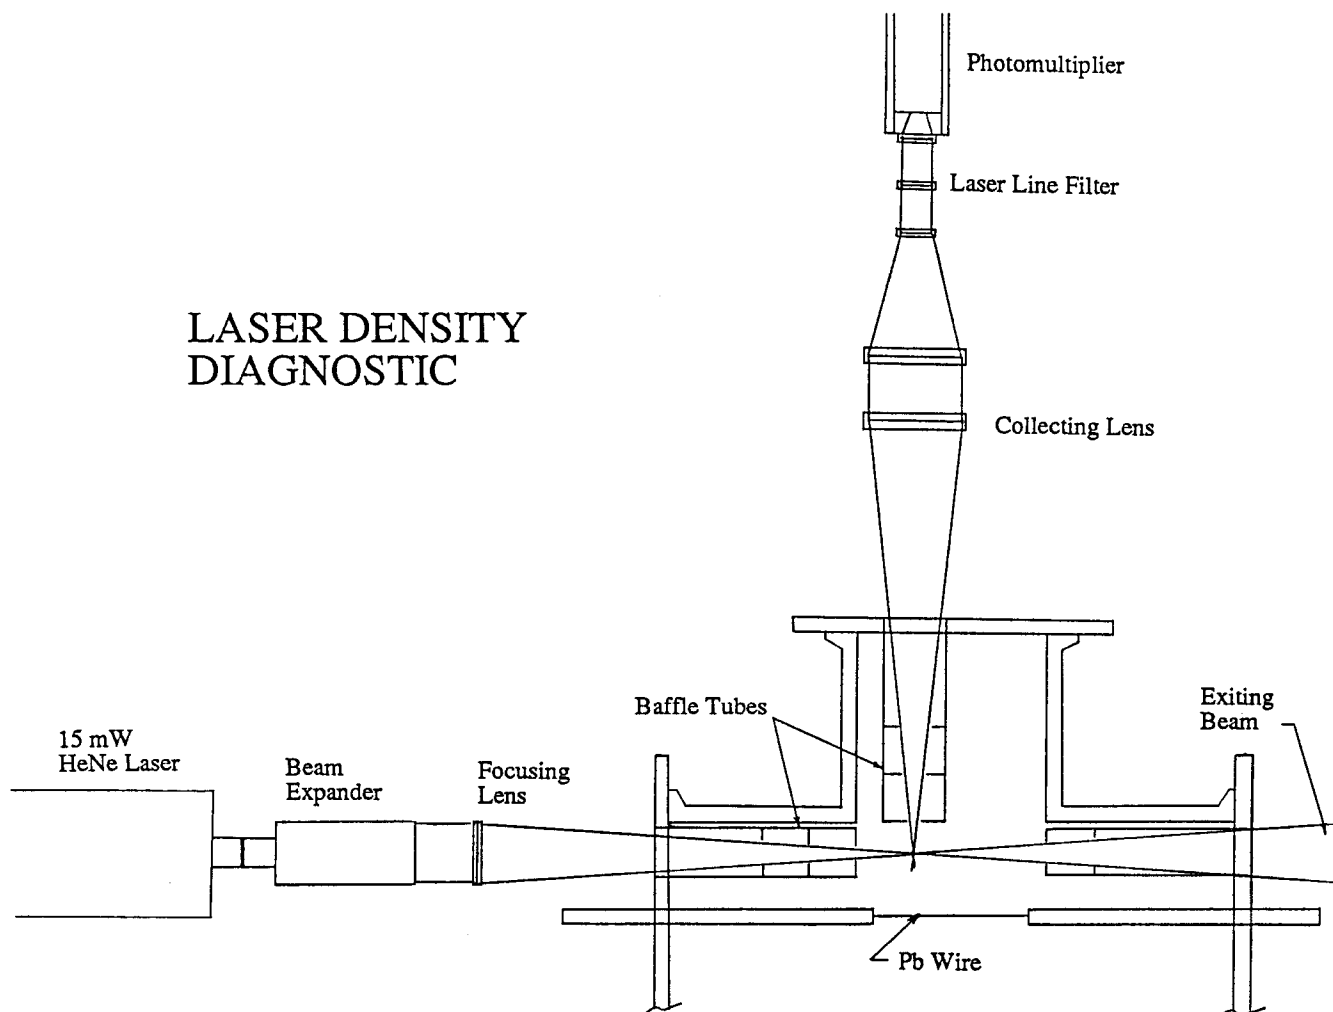 Photomultiplier
Laser Line Filter
LASER DENSITY
DIAGNOSTIC
Collecting Lens
Baffle Tubes
Exiting
Beam
15 mW
HeNe Laser
Beam
Expander
Focusing
Lens
Pb Wire